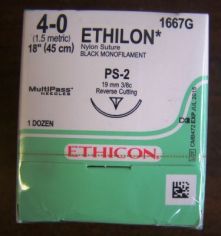 4-0
(1.5 metric)
18" (45 cm)
ETHILON*
1667G
Nylon Suture
BLACK MONOFILAMENT
PS-2
19 mm 3/8c
Reverse Cutting
MultiPass*
NEEDLES
ETHICON
1 DOZEN